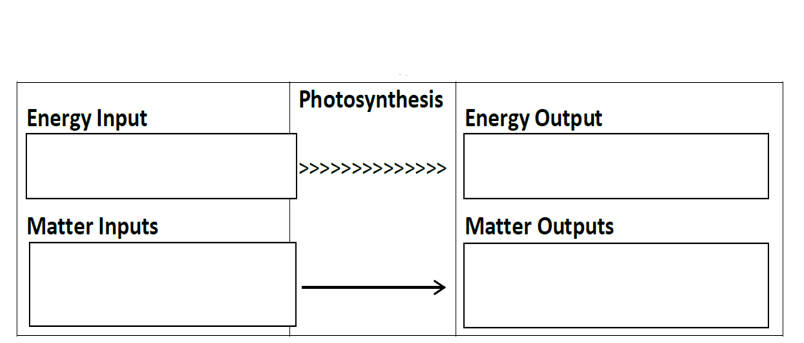 Photosynthesis
Energy Input
Energy Output
>>>>>>>>>>>>>>
Matter Inputs
Matter Outputs